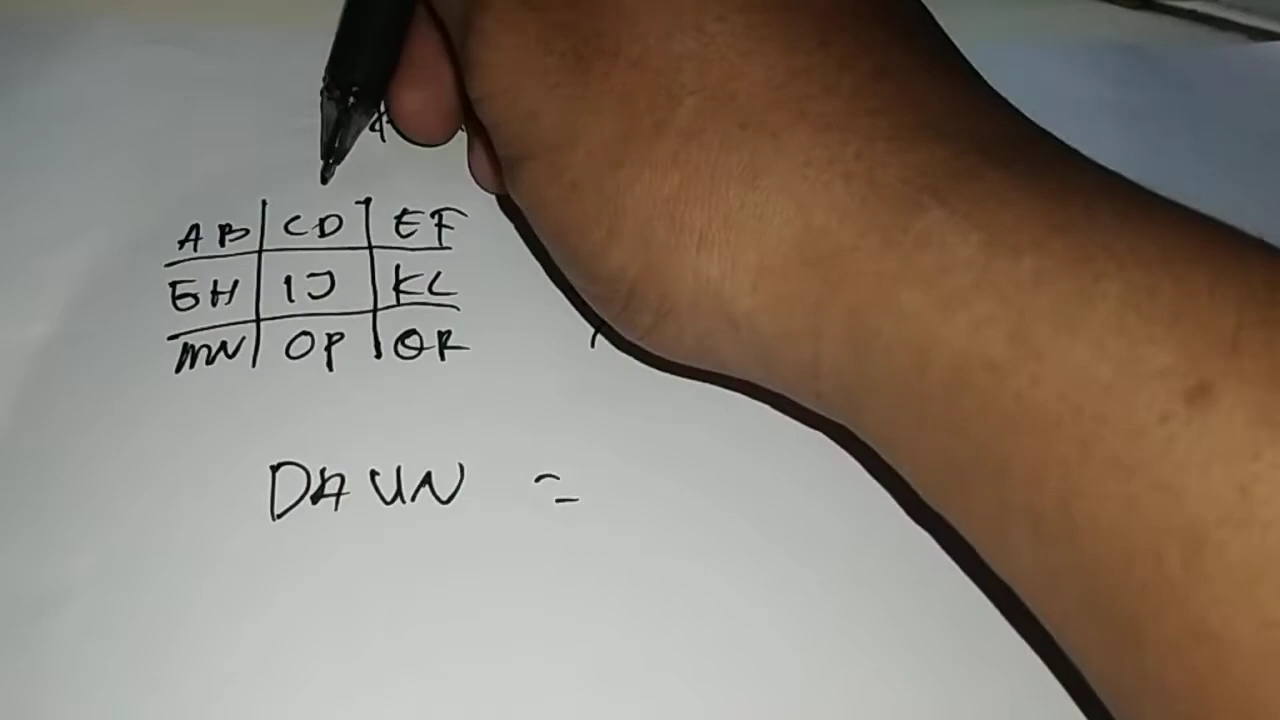 AB CD EF
GH IJ KL
MN OP QR
DAUN =